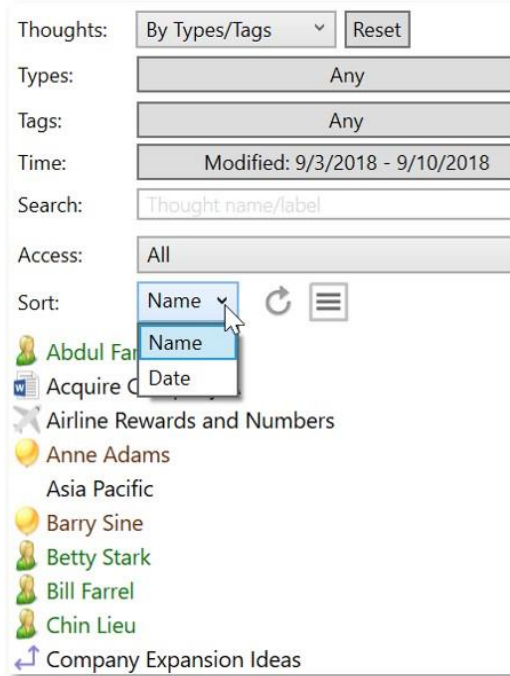 Thoughts: By Types/Tags Reset
Types: Any
Tags: Any
Time: Modified: 9/3/2018 - 9/10/2018
Search: Thought name/label
Access: All
Sort: Name
Name
Date
Abdul
Acquire
Airline Rewards and Numbers
Anne Adams
Asia Pacific
Barry Sine
Betty Stark
Bill Farrel
Chin Lieu
Company Expansion Ideas